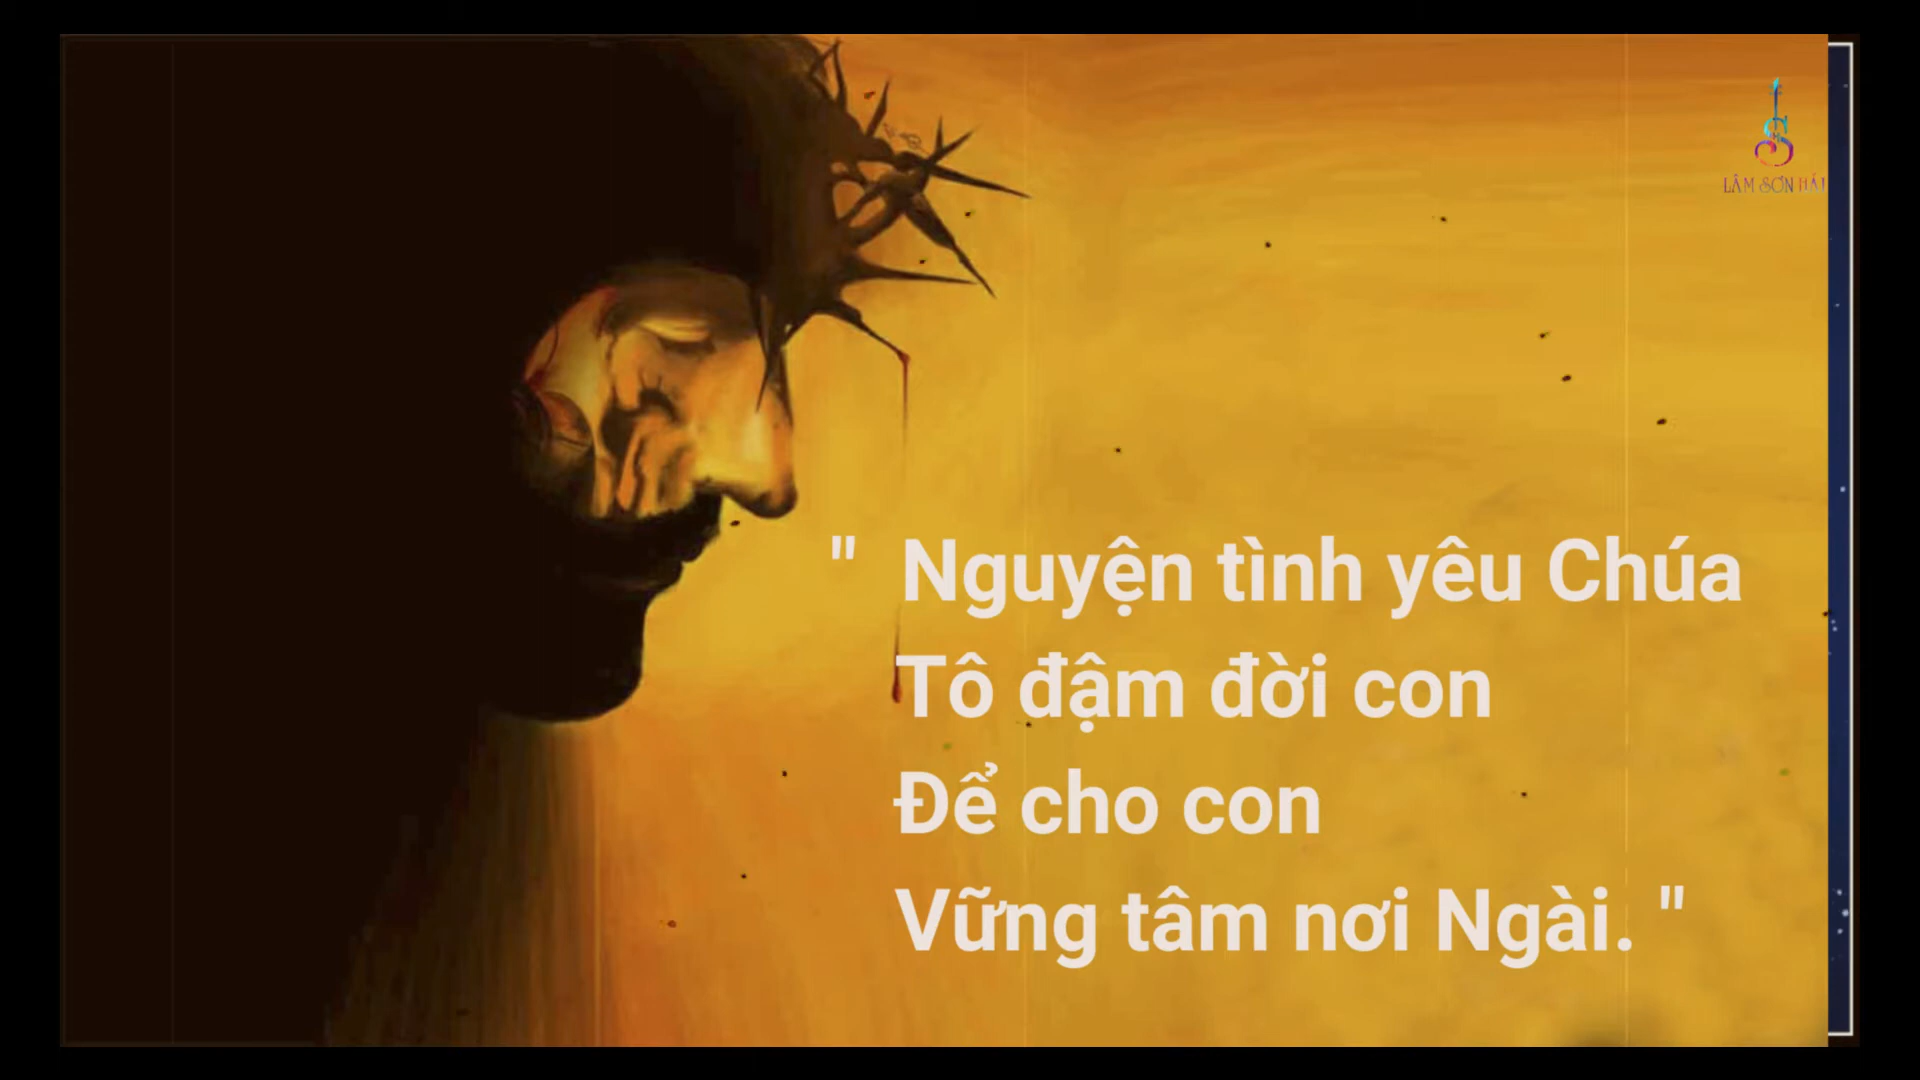 LÂM SƠN HẢI
" Nguyện tình yêu Chúa
Tô đậm đời con
Để cho con
Vững tâm nơi Ngài. "